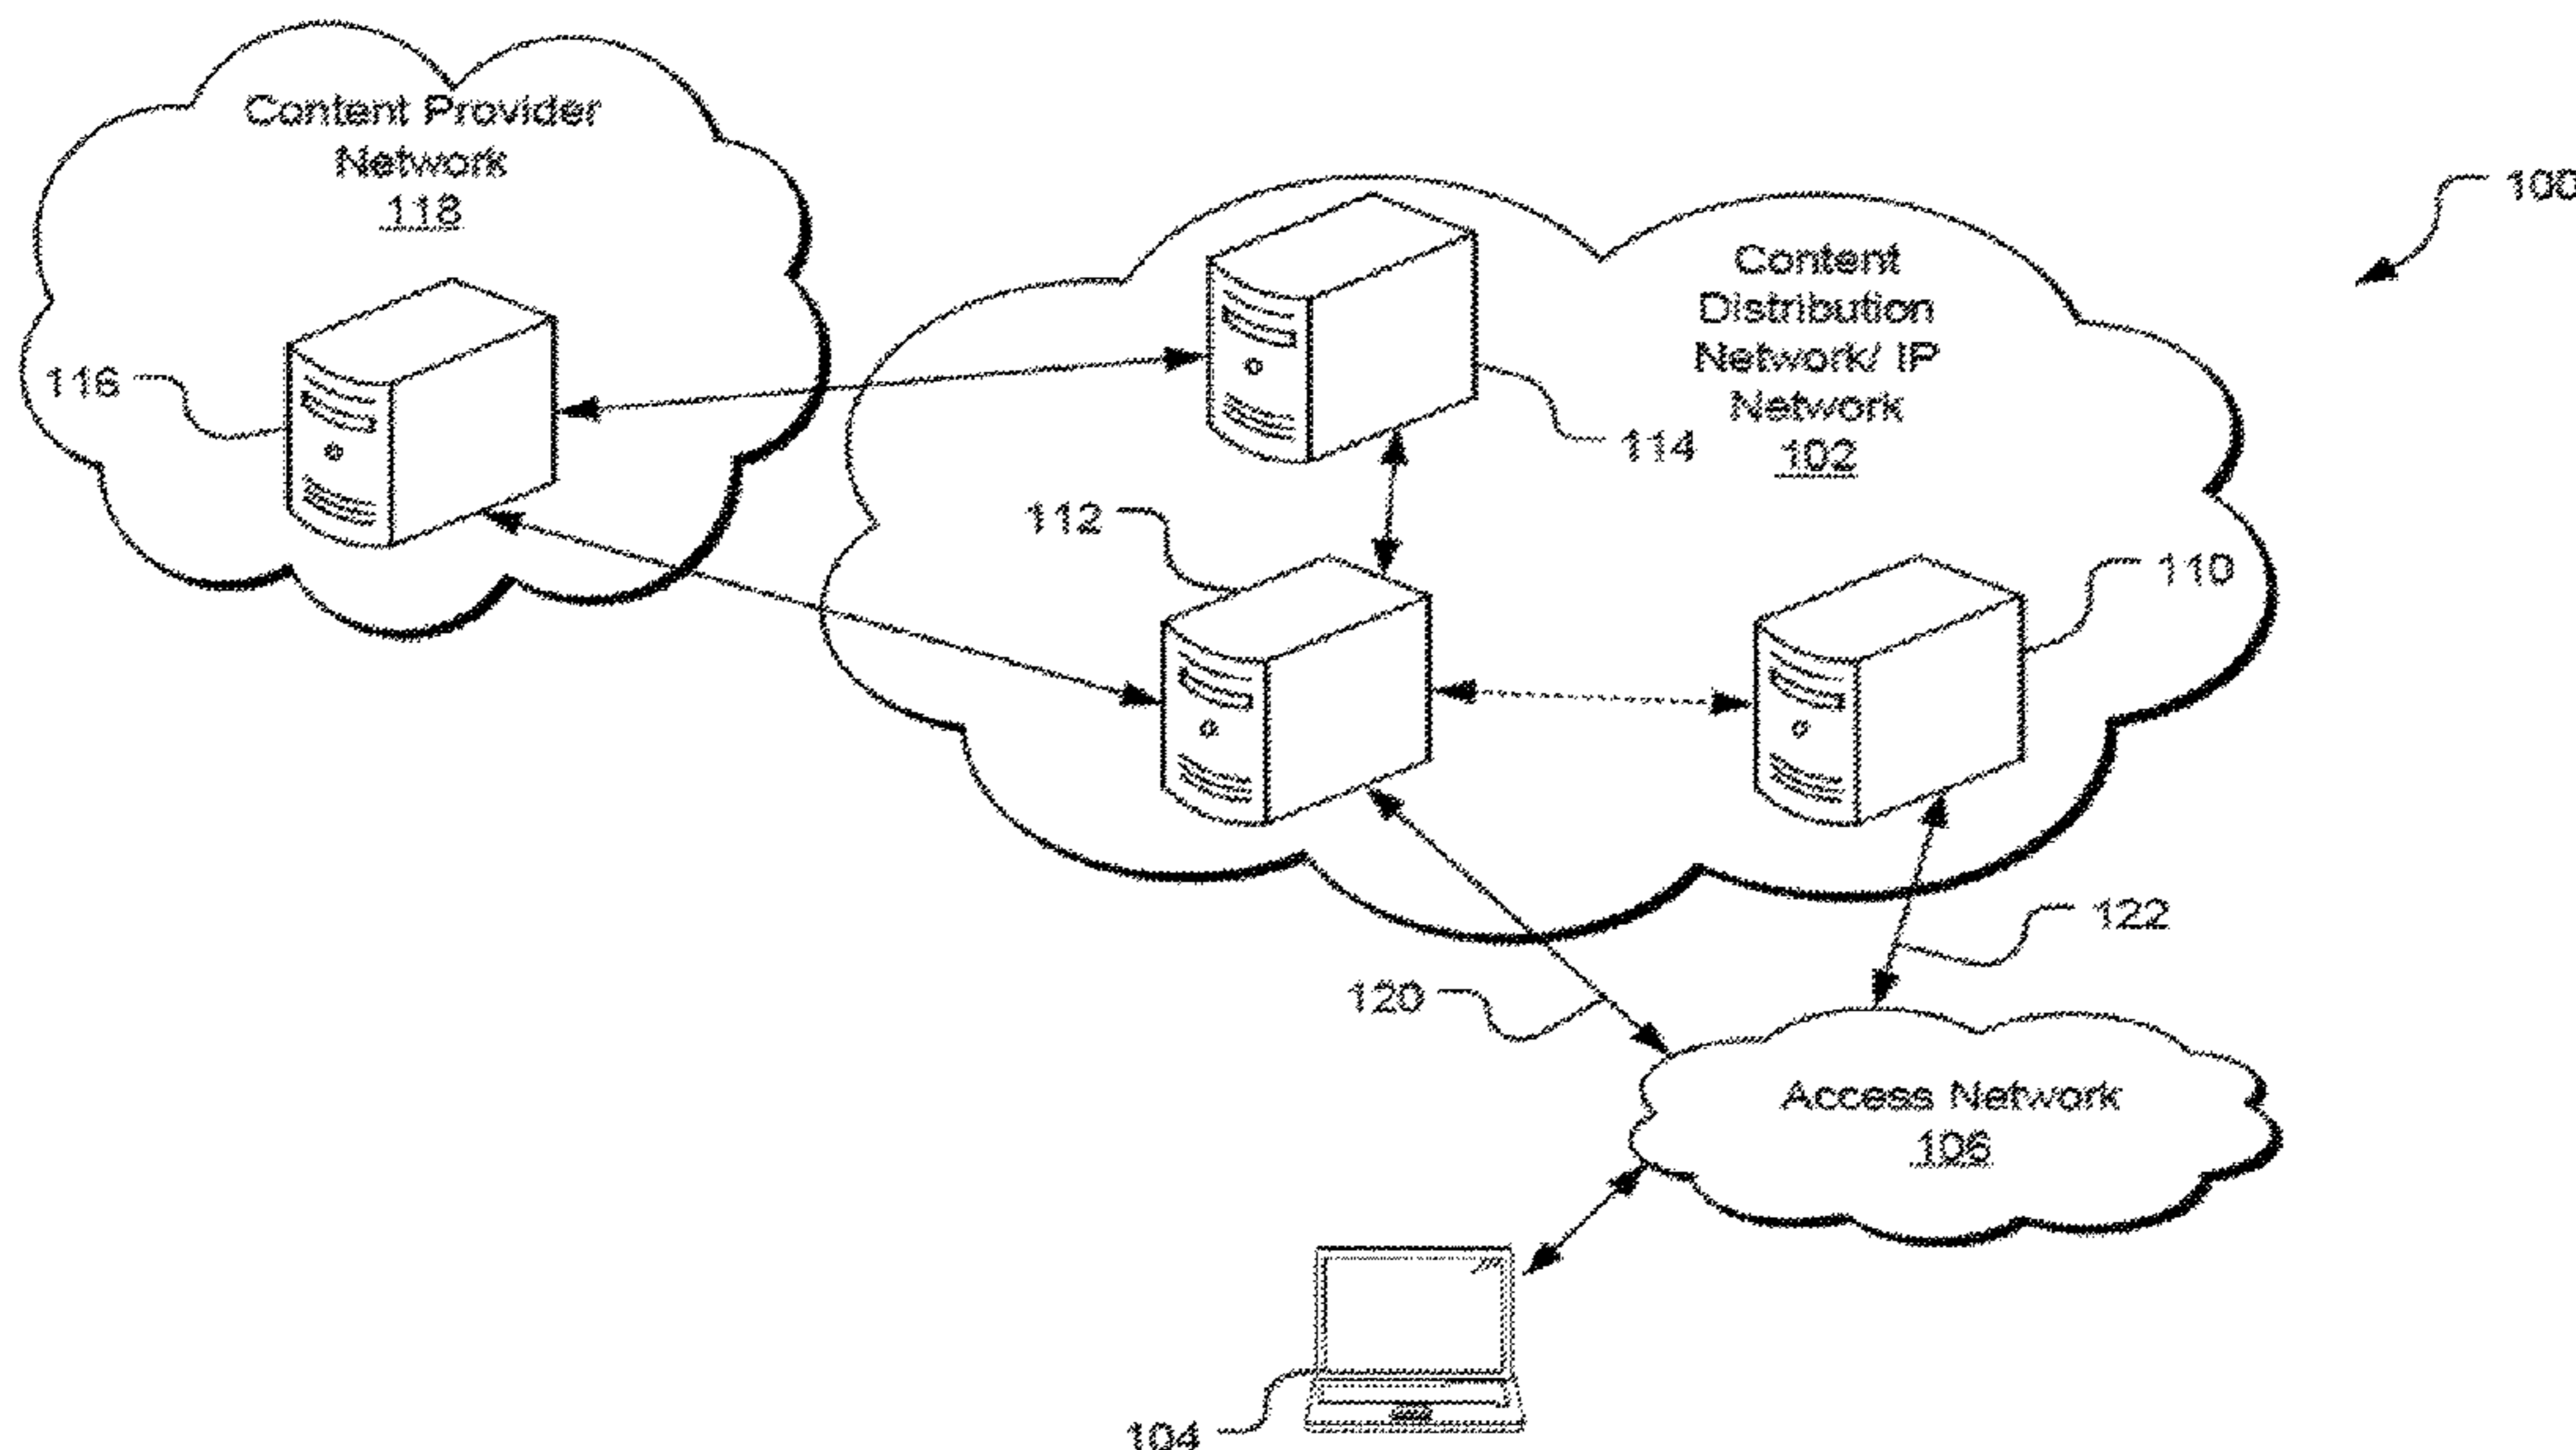 Content Provider
Network
118
100
Content
Distribution
Network/ IP
Network
102
116
114
112
110
122
120
Access Network
106
104